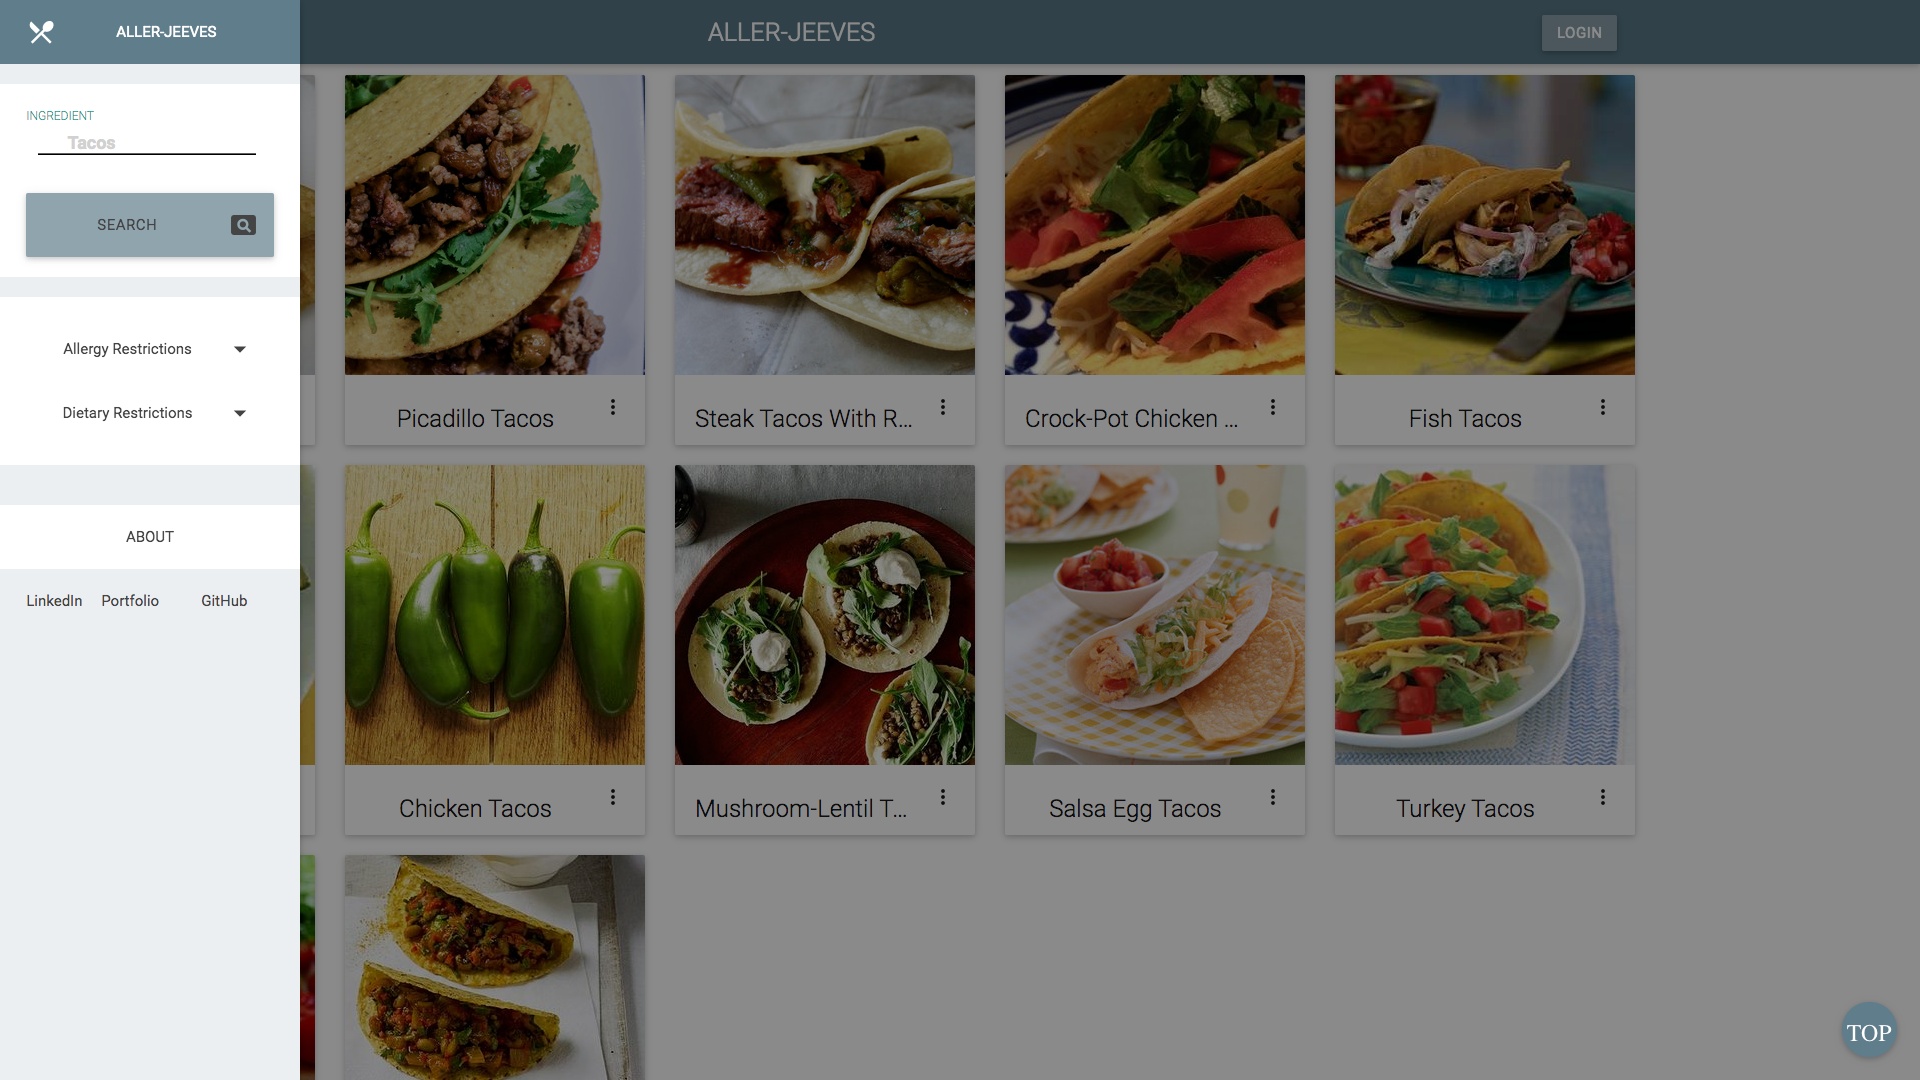 ALLER-JEEVES
ALLER-JEEVES
LOGIN
INGREDIENT
Tacos
SEARCH
Allergy Restrictions
Dietary Restrictions
ABOUT
LinkedIn Portfolio GitHub
Picadillo Tacos
Steak Tacos With R...
Crock-Pot Chicken ...
Fish Tacos
Chicken Tacos
Mushroom-Lentil T...
Salsa Egg Tacos
Turkey Tacos
TOP